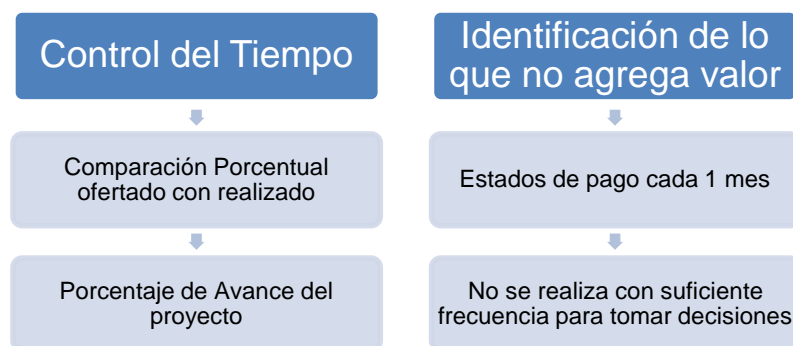 Control del Tiempo
Comparación Porcentual
ofertado con realizado
Porcentaje de Avance del
proyecto
Identificación de lo
que no agrega valor
Estados de pago cada 1 mes
No se realiza con suficiente
frecuencia para tomar decisiones